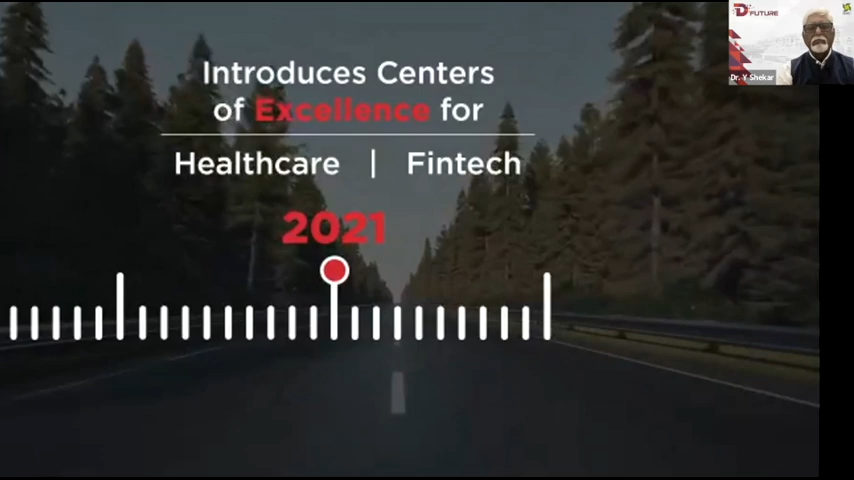 Introduces Centers
of Excellence for
Healthcare | Fintech
2021
D
FUTURE
Dr. Y Shekar